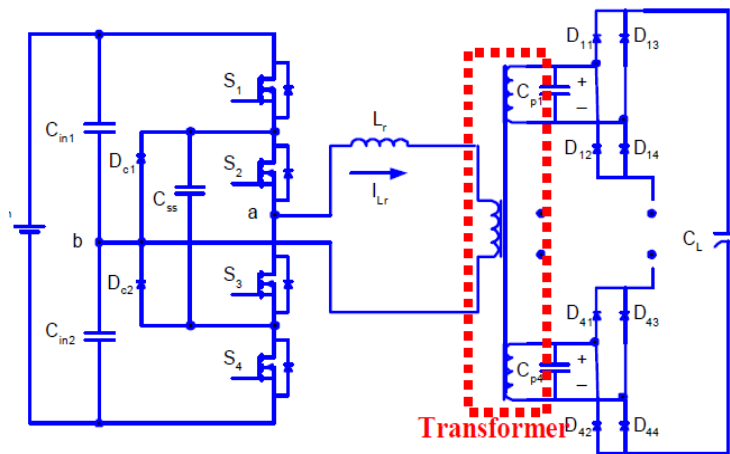 D11
D13
S1
+
Cp1
–
Cin1
Lr
Dc1
S2
D12
D14
ILr
Css
a
b
CL
Dc2
S3
D41
D43
Cin2
S4
+
Cp4
–
Transformer
D42
D44